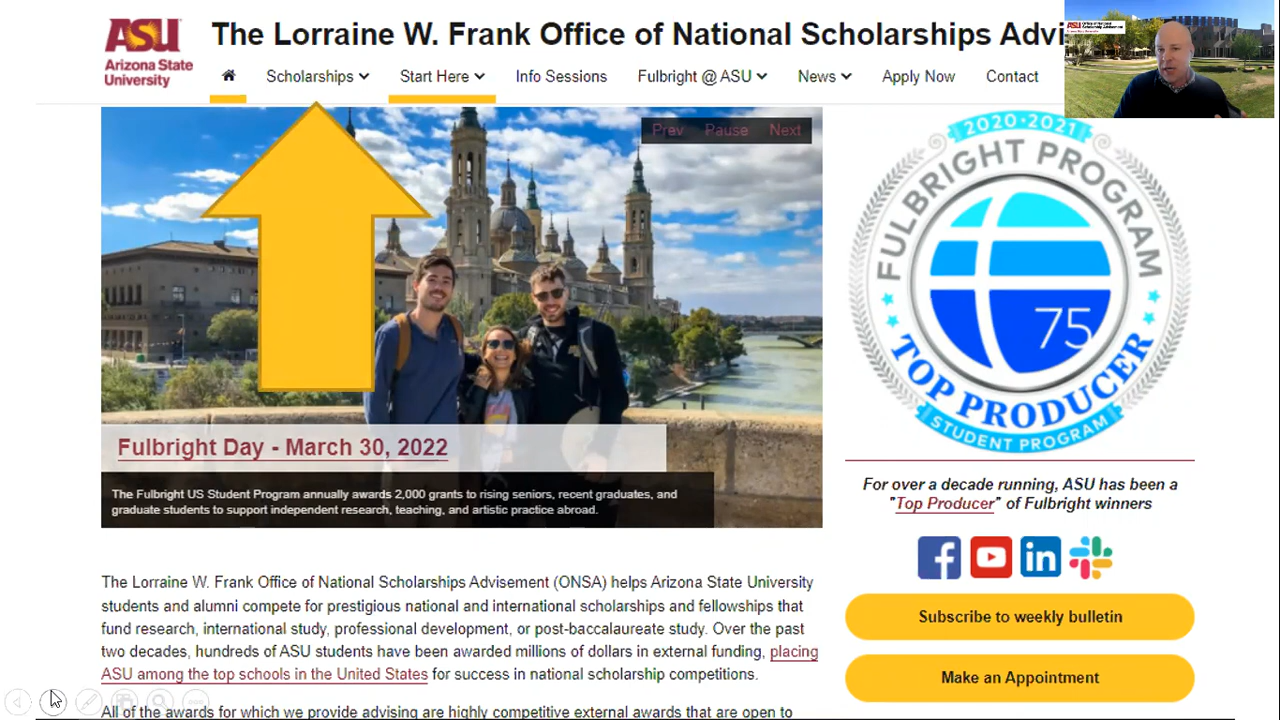 ASU
Arizona State
University
The Lorraine W. Frank Office of National Scholarships Advi
Scholarships
Start Here
Info Sessions
Fulbright @ ASU
News
Apply Now
Contact
Prev Pause Next
Fulbright Day - March 30, 2022
The Fulbright US Student Program annually awards 2,000 grants to rising seniors, recent graduates, and
graduate students to support independent research, teaching, and artistic practice abroad.
2020-2021
FULBRIGHT PROGRAM
75
TOP PRODUCER
STUDENT PROGRAM
For over a decade running, ASU has been a
"Top Producer" of Fulbright winners
in
Subscribe to weekly bulletin
Make an Appointment
The Lorraine W. Frank Office of National Scholarships Advisement (ONSA) helps Arizona State University
students and alumni compete for prestigious national and international scholarships and fellowships that
fund research, international study, professional development, or post-baccalaureate study. Over the past
two decades, hundreds of ASU students have been awarded millions of dollars in external funding, placing
ASU among the top schools in the United States for success in national scholarship competitions.
All of the awards for which we provide advising are highly competitive external awards that are open to